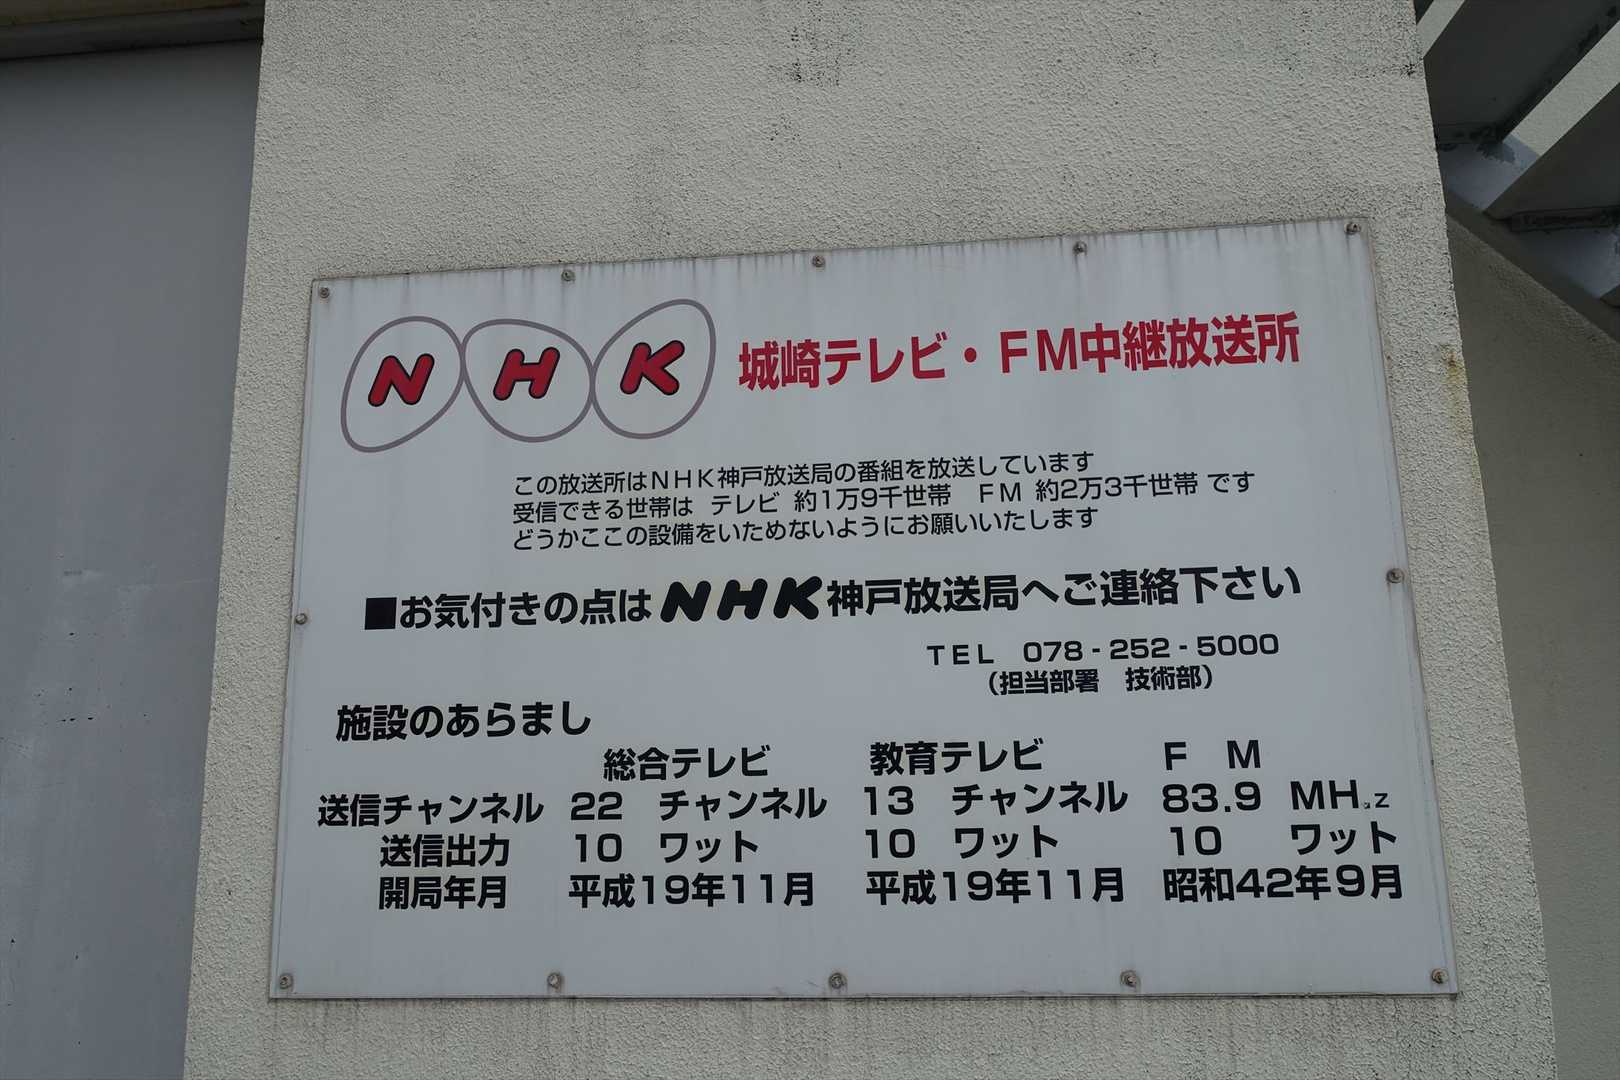 NHK 城崎テレビ・FM中継放送所
この放送所はNHK神戸放送局の番組を放送しています
受信できる世帯は テレビ 約1万9千世帯 FM 約2万3千世帯 です
どうかここの設備をいためないようにお願いいたします
■お気付きの点はNHK神戸放送局へご連絡下さい
TEL 078-252-5000
（担当部署 技術部）
施設のあらまし
総合テレビ 教育テレビ FM
送信チャンネル 22 チャンネル 13 チャンネル 83.9 MHz
送信出力 10 ワット 10 ワット 10 ワット
開局年月 平成19年11月 平成19年11月 昭和42年9月